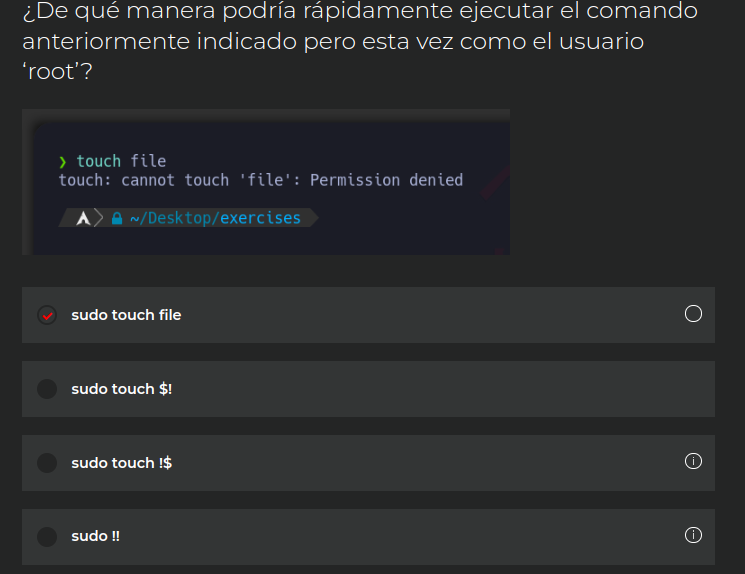 ¿De qué manera podría rápidamente ejecutar el comando
anteriormente indicado pero esta vez como el usuario
‘root’?
❯ touch file
touch: cannot touch 'file': Permission denied
~/Desktop/exercises
sudo touch file
sudo touch $!
sudo touch !$
sudo !!